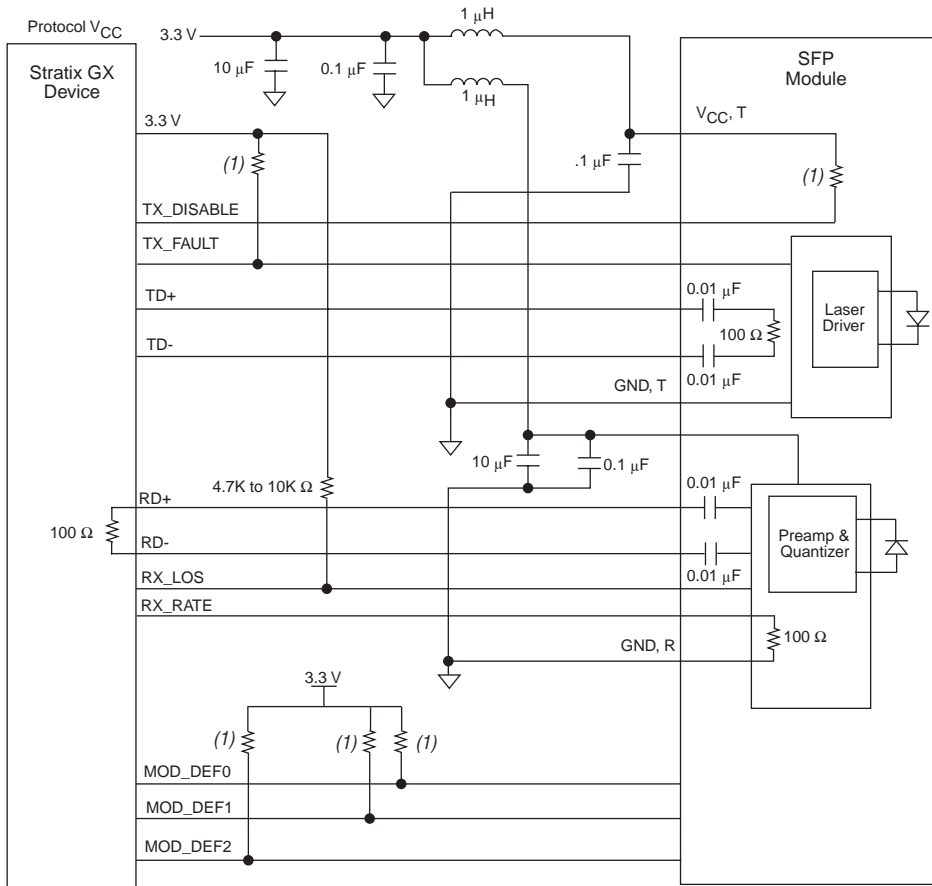 Protocol VCC
Stratix GX
Device
3.3 V
1 μH
10 μF
0.1 μF
1 μH
SFP
Module
3.3 V
VCC, T
(1)
.1 μF
(1)
TX_DISABLE
TX_FAULT
TD+
0.01 μF
Laser
Driver
100 Ω
TD-
0.01 μF
GND, T
10 μF
0.1 μF
4.7K to 10K Ω
0.01 μF
RD+
100 Ω
RD-
Preamp &
Quantizer
0.01 μF
RX_LOS
RX_RATE
100 Ω
GND, R
3.3 V
(1)
(1)
(1)
MOD_DEF0
MOD_DEF1
MOD_DEF2